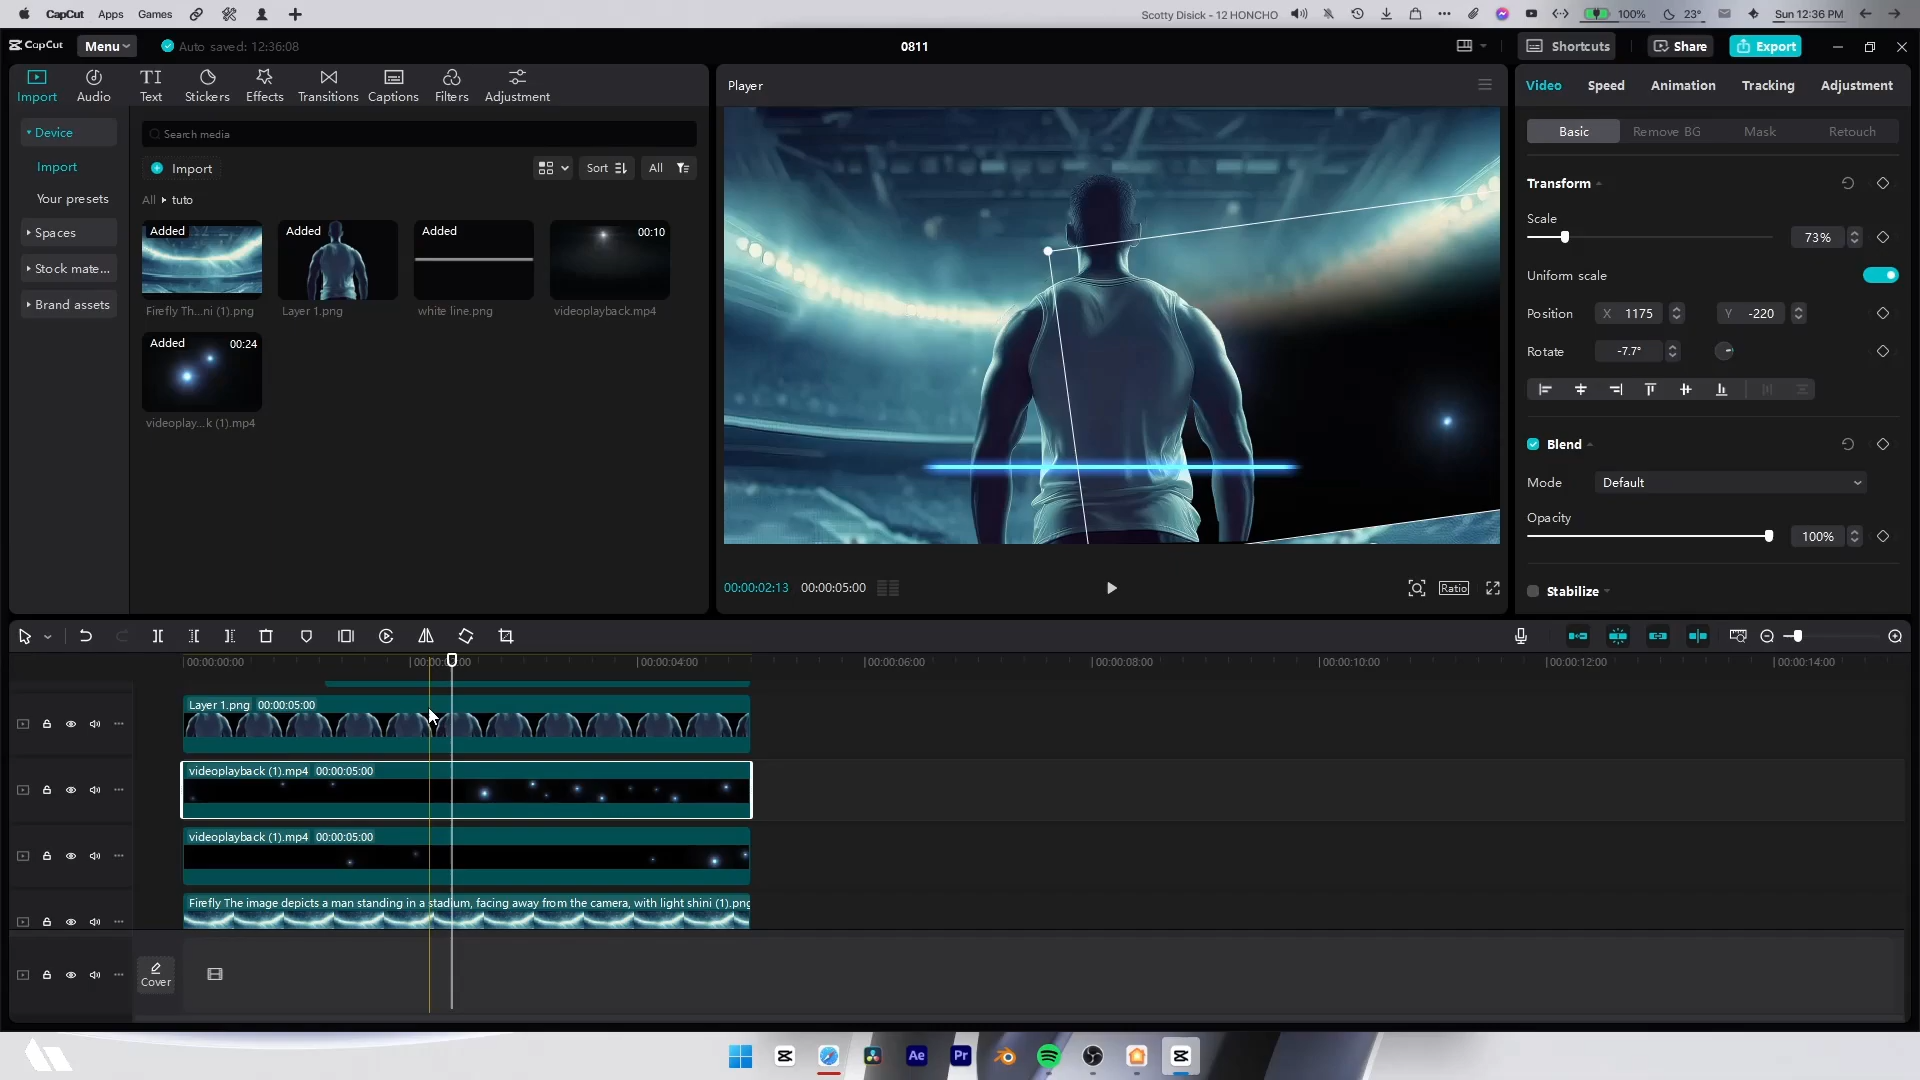 CapCut Apps Games
Scotty Disick - 12 HONCHO 100% 23° Sun 12:36 PM
CapCut Menu Auto saved: 12:36:08 0811 Shortcuts Share Export
Import Audio Text Stickers Effects Transitions Captions Filters Adjustment
Device
Import
Your presets
Spaces
Stock mate...
Brand assets
Search media
Import Sort All
All tuto
Added
Firefly Th...ni (1).png
Added
Layer 1.png
Added
white line.png
00:10
videoplayback.mp4
Added 00:24
videoplay...k (1).mp4
Player
00:00:02:13 00:00:05:00 Ratio
Video Speed Animation Tracking Adjustment
Basic Remove BG Mask Retouch
Transform
Scale
73%
Uniform scale
Position X 1175 Y -220
Rotate -7.7°
Blend
Mode Default
Opacity
100%
Stabilize
00:00:00:00 00:00:04:00 00:00:06:00 00:00:08:00 00:00:10:00 00:00:12:00 00:00:14:00
Layer 1.png 00:00:05:00
videoplayback (1).mp4 00:00:05:00
videoplayback (1).mp4 00:00:05:00
Firefly The image depicts a man standing in a stadium, facing away from the camera, with light shini (1).png
Cover
Ae Pr